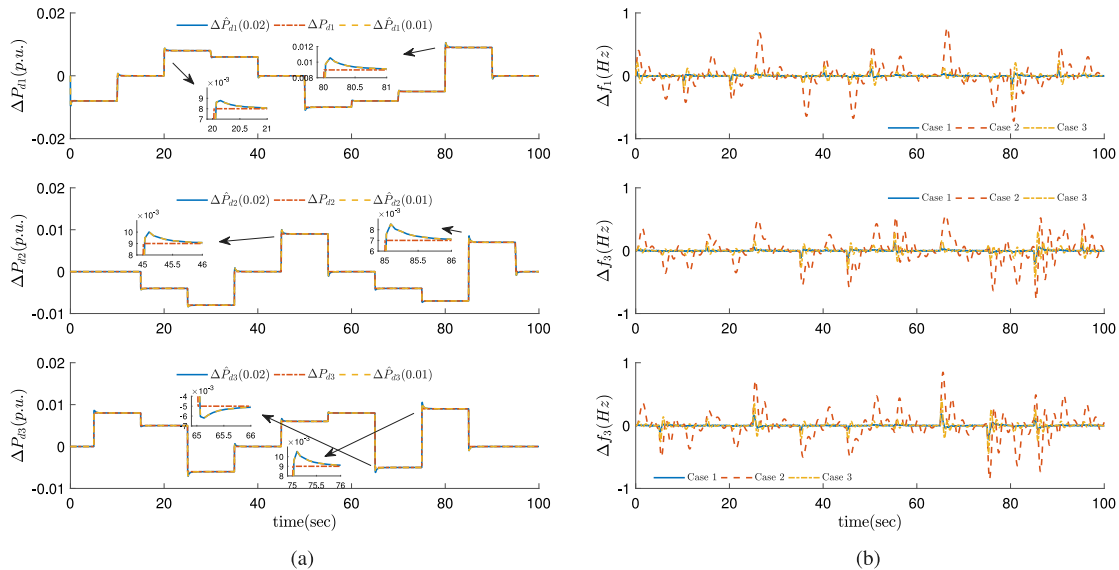 ΔP̂d1(0.02) ΔPd1 ΔP̂d1(0.01)
ΔPd1(p.u.)
0.02
0
-0.02
0 20 40 60 80 100
× 10⁻³
9
8
7
20 20.5 21
0.012
0.01
0.008
80 80.5 81
ΔP̂d2(0.02) ΔPd2 ΔP̂d2(0.01)
ΔPd2(p.u.)
0.02
0.01
0
-0.01
0 20 40 60 80 100
× 10⁻³
10
9
8
45 45.5 46
× 10⁻³
8
7
6
85 85.5 86
ΔP̂d3(0.02) ΔPd3 ΔP̂d3(0.01)
ΔPd3(p.u.)
0.02
0.01
0
-0.01
0 20 40 60 80 100
× 10⁻³
-4
-5
-6
-7
65 65.5 66
× 10⁻³
10
9
8
75 75.5 76
time(sec)
(a)
Δf1(Hz)
1
0
-1
0 20 40 60 80 100
Case 1 Case 2 Case 3
Δf3(Hz)
1
0
-1
0 20 40 60 80 100
Case 1 Case 2 Case 3
Δf3(Hz)
1
0
-1
0 20 40 60 80 100
Case 1 Case 2 Case 3
time(sec)
(b)